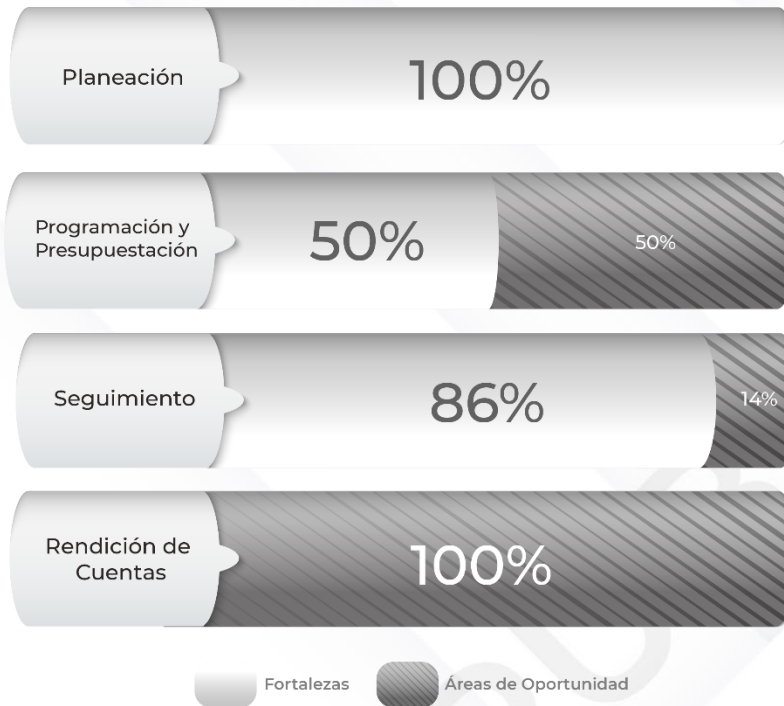 Planeación
100%
Programación y
Presupuestación
50%
50%
Seguimiento
86%
14%
Rendición de
Cuentas
100%
Fortalezas
Áreas de Oportunidad